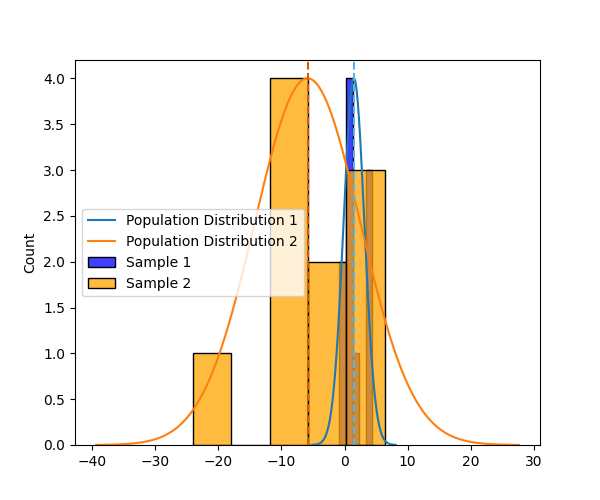 4.0
3.5
3.0
2.5
2.0
1.5
1.0
0.5
0.0
Count
Population Distribution 1
Population Distribution 2
Sample 1
Sample 2
−40 −30 −20 −10 0 10 20 30